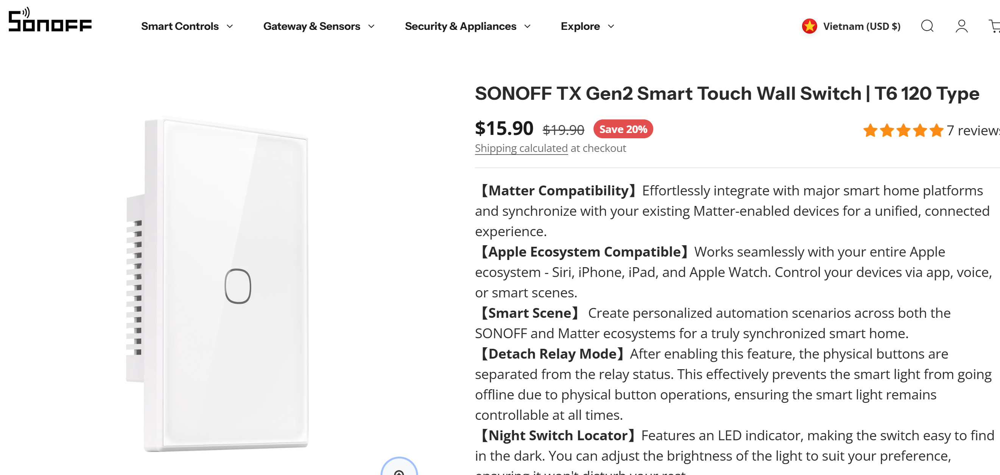 SONOFF
Smart Controls
Gateway & Sensors
Security & Appliances
Explore
Vietnam (USD $)
SONOFF TX Gen2 Smart Touch Wall Switch | T6 120 Type
$15.90 $19.90 Save 20%
7 reviews
Shipping calculated at checkout
【Matter Compatibility】Effortlessly integrate with major smart home platforms
and synchronize with your existing Matter-enabled devices for a unified, connected
experience.
【Apple Ecosystem Compatible】Works seamlessly with your entire Apple
ecosystem - Siri, iPhone, iPad, and Apple Watch. Control your devices via app, voice,
or smart scenes.
【Smart Scene】 Create personalized automation scenarios across both the
SONOFF and Matter ecosystems for a truly synchronized smart home.
【Detach Relay Mode】After enabling this feature, the physical buttons are
separated from the relay status. This effectively prevents the smart light from going
offline due to physical button operations, ensuring the smart light remains
controllable at all times.
【Night Switch Locator】Features an LED indicator, making the switch easy to find
in the dark. You can adjust the brightness of the light to suit your preference,
ensuring it won't disturb your rest